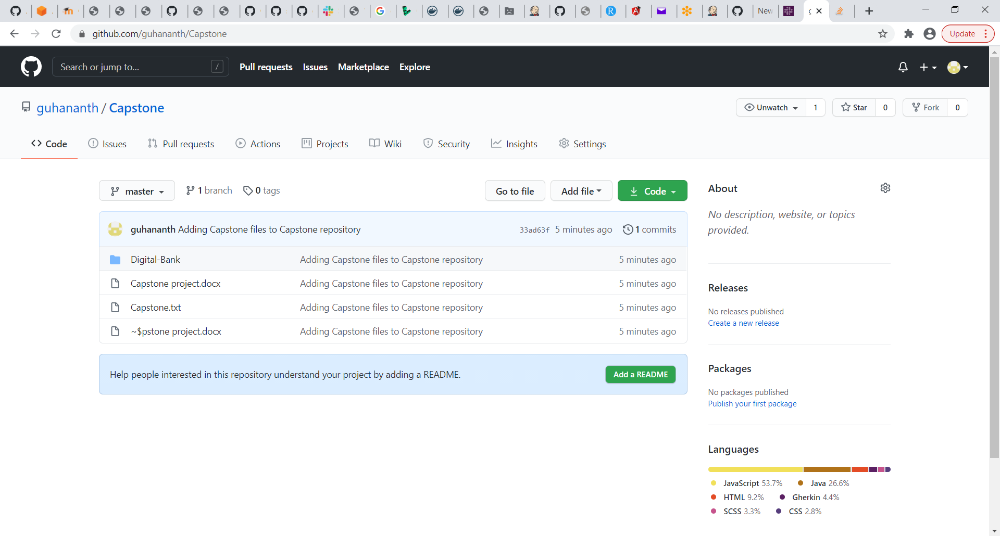 New
g
github.com/guhananth/Capstone
Update
Search or jump to...
/
Pull requests
Issues
Marketplace
Explore
guhananth / Capstone
Unwatch
1
Star
0
Fork
0
Code
Issues
Pull requests
Actions
Projects
Wiki
Security
Insights
Settings
master
1 branch
0 tags
Go to file
Add file
Code
guhananth Adding Capstone files to Capstone repository
33ad63f 5 minutes ago
1 commits
Digital-Bank
Adding Capstone files to Capstone repository
5 minutes ago
Capstone project.docx
Adding Capstone files to Capstone repository
5 minutes ago
Capstone.txt
Adding Capstone files to Capstone repository
5 minutes ago
~$pstone project.docx
Adding Capstone files to Capstone repository
5 minutes ago
Help people interested in this repository understand your project by adding a README.
Add a README
About
No description, website, or topics
provided.
Releases
No releases published
Create a new release
Packages
No packages published
Publish your first package
Languages
JavaScript 53.7%
Java 26.6%
HTML 9.2%
Gherkin 4.4%
SCSS 3.3%
CSS 2.8%